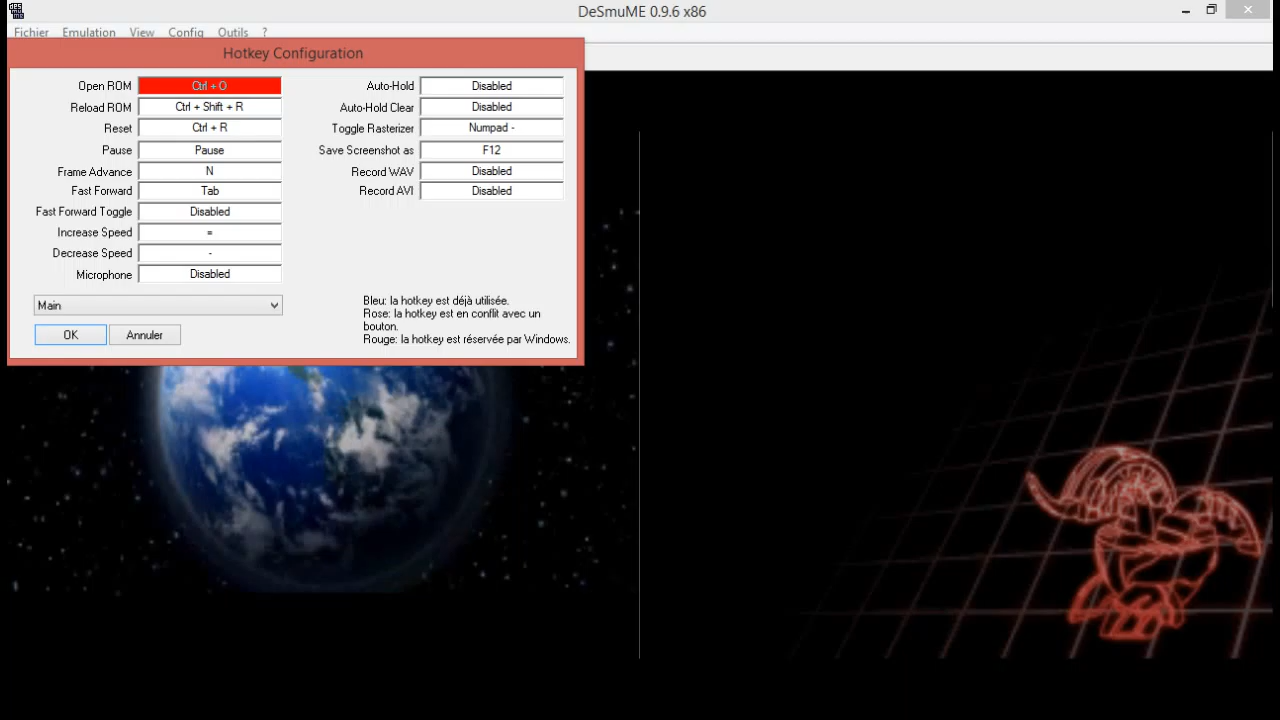 DeSmuME 0.9.6 x86
Fichier Emulation View Config Outils ?
Hotkey Configuration
Open ROM Ctrl + O
Reload ROM Ctrl + Shift + R
Reset Ctrl + R
Pause Pause
Frame Advance N
Fast Forward Tab
Fast Forward Toggle Disabled
Increase Speed =
Decrease Speed -
Microphone Disabled
Auto-Hold Disabled
Auto-Hold Clear Disabled
Toggle Rasterizer Numpad -
Save Screenshot as F12
Record WAV Disabled
Record AVI Disabled
Main
OK Annuler
Bleu: la hotkey est déjà utilisée.
Rose: la hotkey est en conflit avec un
bouton.
Rouge: la hotkey est réservée par Windows.